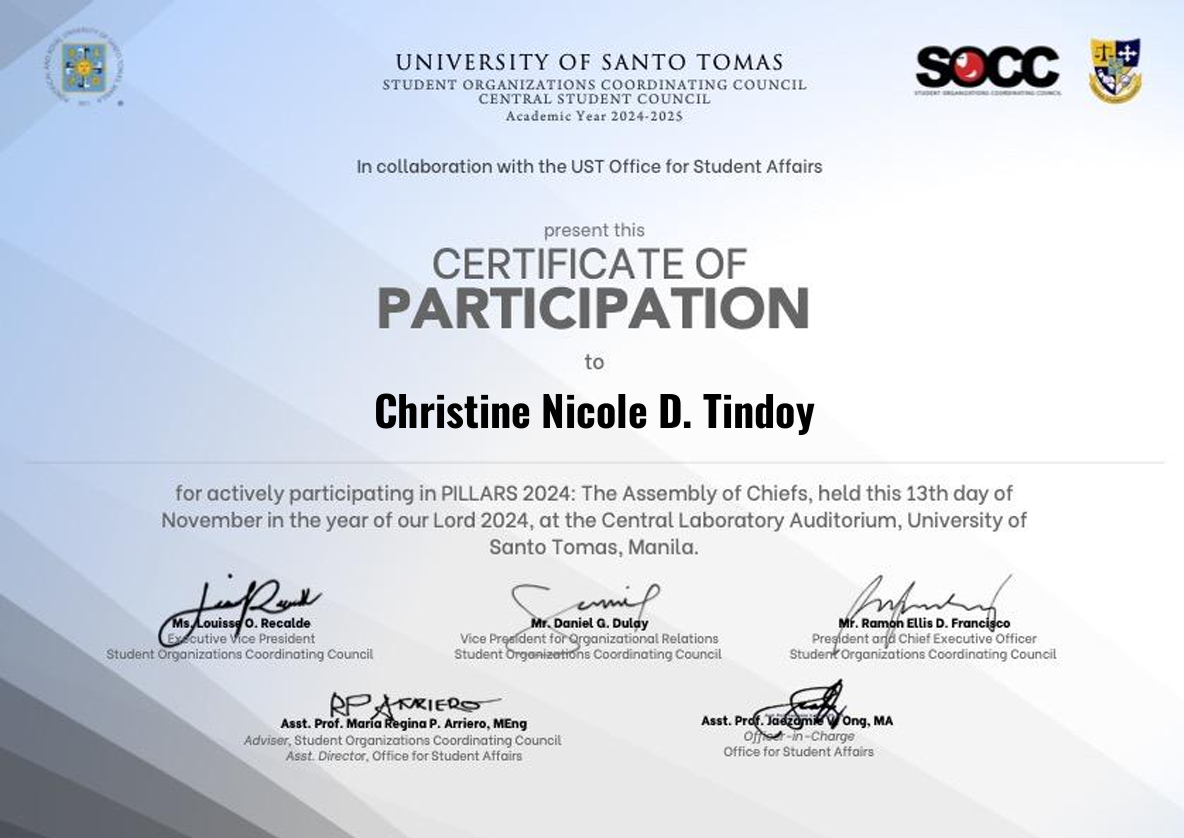 UNIVERSITY OF SANTO TOMAS
STUDENT ORGANIZATIONS COORDINATING COUNCIL
CENTRAL STUDENT COUNCIL
Academic Year 2024-2025
SOCC
STUDENT ORGANIZATIONS COORDINATING COUNCIL
In collaboration with the UST Office for Student Affairs
present this
CERTIFICATE OF
PARTICIPATION
to
Christine Nicole D. Tindoy
for actively participating in PILLARS 2024: The Assembly of Chiefs, held this 13th day of
November in the year of our Lord 2024, at the Central Laboratory Auditorium, University of
Santo Tomas, Manila.
Ms. Louisse O. Recalde
Executive Vice President
Student Organizations Coordinating Council
Mr. Daniel G. Dulay
Vice President for Organizational Relations
Student Organizations Coordinating Council
Mr. Ramon Ellis D. Francisco
President and Chief Executive Officer
Student Organizations Coordinating Council
RP ARRIERO
Asst. Prof. Maria Regina P. Arriero, MEng
Adviser, Student Organizations Coordinating Council
Asst. Director, Office for Student Affairs
Asst. Prof. Jaezamie V. Ong, MA
Officer-in-Charge
Office for Student Affairs